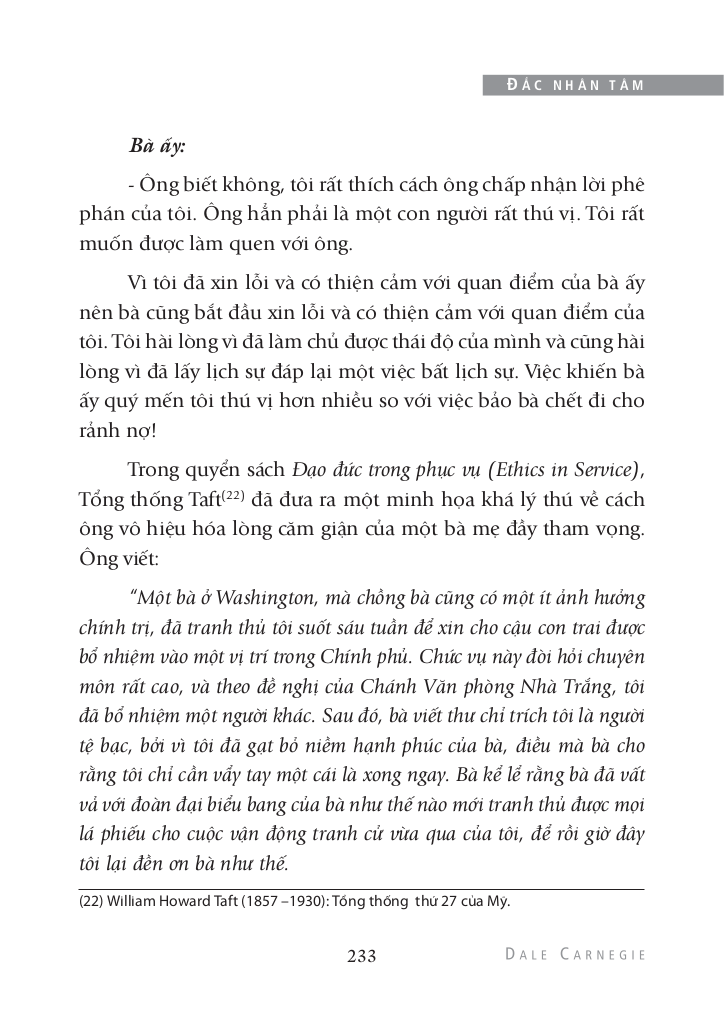 ĐẮC NHÂN TÂM
Bà ấy:
- Ông biết không, tôi rất thích cách ông chấp nhận lời phê
phán của tôi. Ông hẳn phải là một con người rất thú vị. Tôi rất
muốn được làm quen với ông.
Vì tôi đã xin lỗi và có thiện cảm với quan điểm của bà ấy
nên bà cũng bắt đầu xin lỗi và có thiện cảm với quan điểm của
tôi. Tôi hài lòng vì đã làm chủ được thái độ của mình và cũng hài
lòng vì đã lấy lịch sự đáp lại một việc bất lịch sự. Việc khiến bà
ấy quý mến tôi thú vị hơn nhiều so với việc bảo bà chết đi cho
rảnh nợ!
Trong quyển sách Đạo đức trong phục vụ (Ethics in Service),
Tổng thống Taft(22) đã đưa ra một minh họa khá lý thú về cách
ông vô hiệu hóa lòng căm giận của một bà mẹ đầy tham vọng.
Ông viết:
“Một bà ở Washington, mà chồng bà cũng có một ít ảnh hưởng
chính trị, đã tranh thủ tôi suốt sáu tuần để xin cho cậu con trai được
bổ nhiệm vào một vị trí trong Chính phủ. Chức vụ này đòi hỏi chuyên
môn rất cao, và theo đề nghị của Chánh Văn phòng Nhà Trắng, tôi
đã bổ nhiệm một người khác. Sau đó, bà viết thư chỉ trích tôi là người
tệ bạc, bởi vì tôi đã gạt bỏ niềm hạnh phúc của bà, điều mà bà cho
rằng tôi chỉ cần vẩy tay một cái là xong ngay. Bà kể lể rằng bà đã vất
vả với đoàn đại biểu bang của bà như thế nào mới tranh thủ được mọi
lá phiếu cho cuộc vận động tranh cử vừa qua của tôi, để rồi giờ đây
tôi lại đền ơn bà như thế.
(22) William Howard Taft (1857 –1930): Tổng thống thứ 27 của Mỹ.
233
DALE CARNEGIE